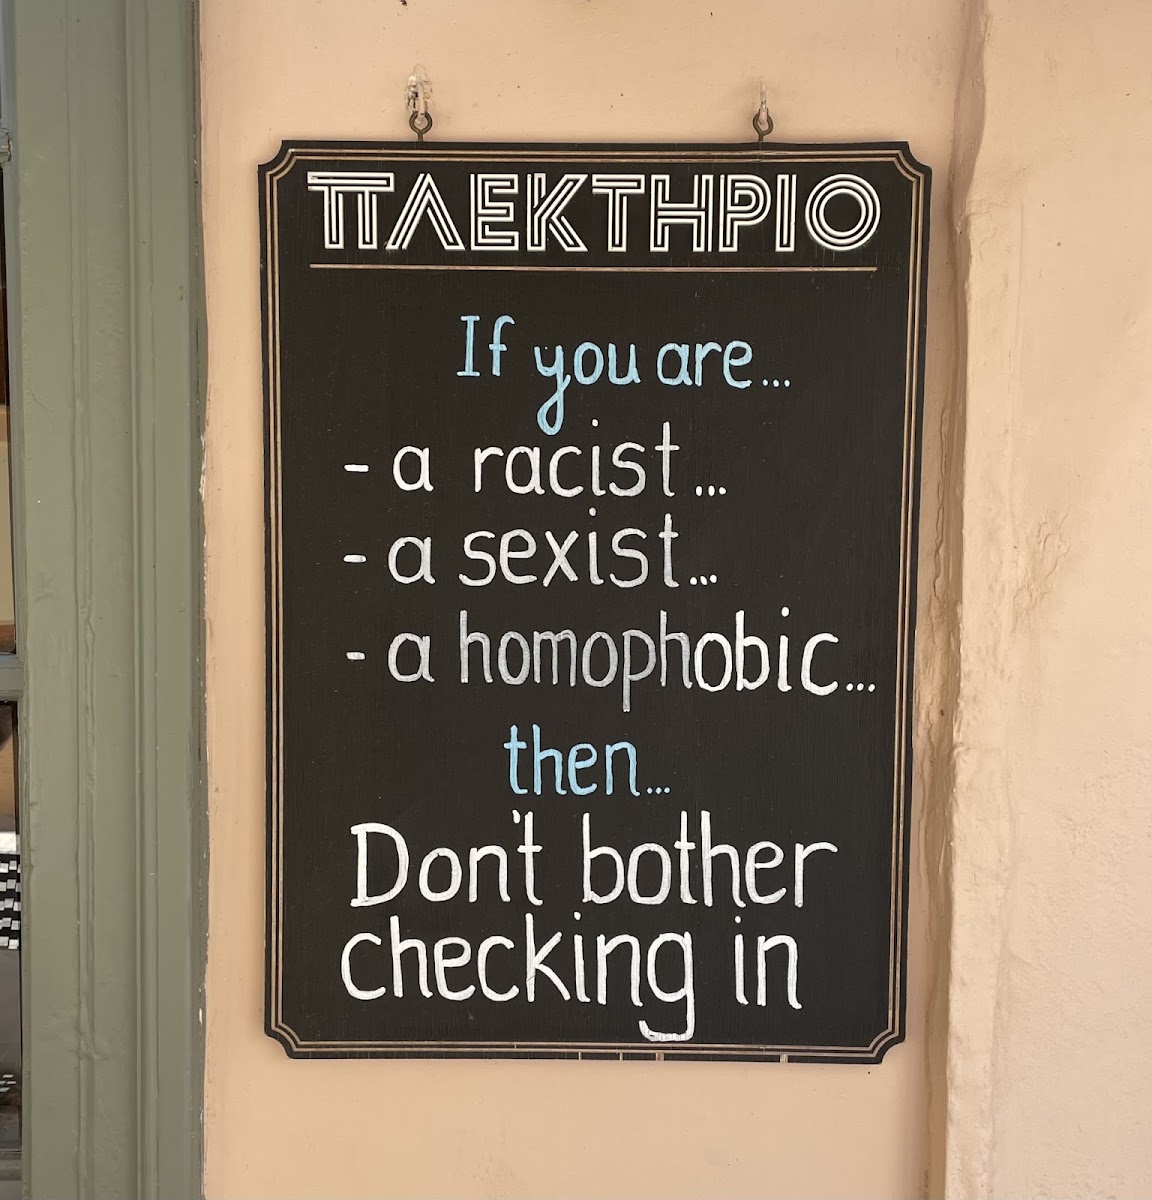 ΠΛΕΚΤΗΡΙΟ
If you are...
- a racist...
- a sexist...
- a homophobic...
then...
Don't bother
checking in